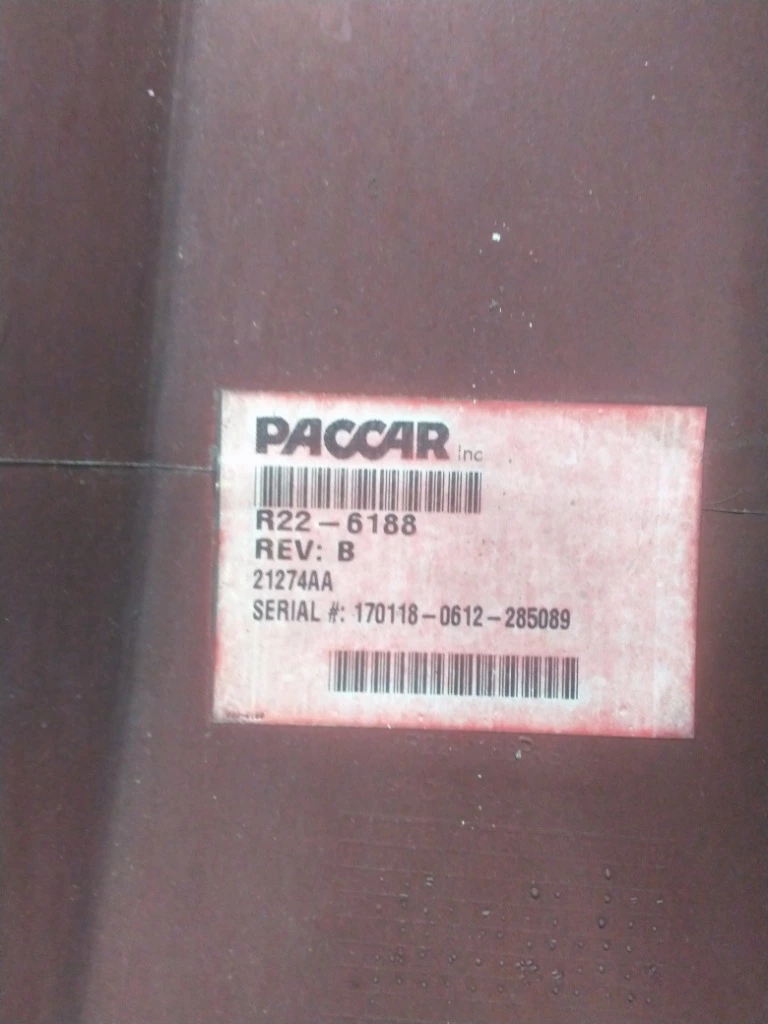 PACCAR Inc
R22-6188
REV: B
21274AA
SERIAL #: 170118-0612-285089